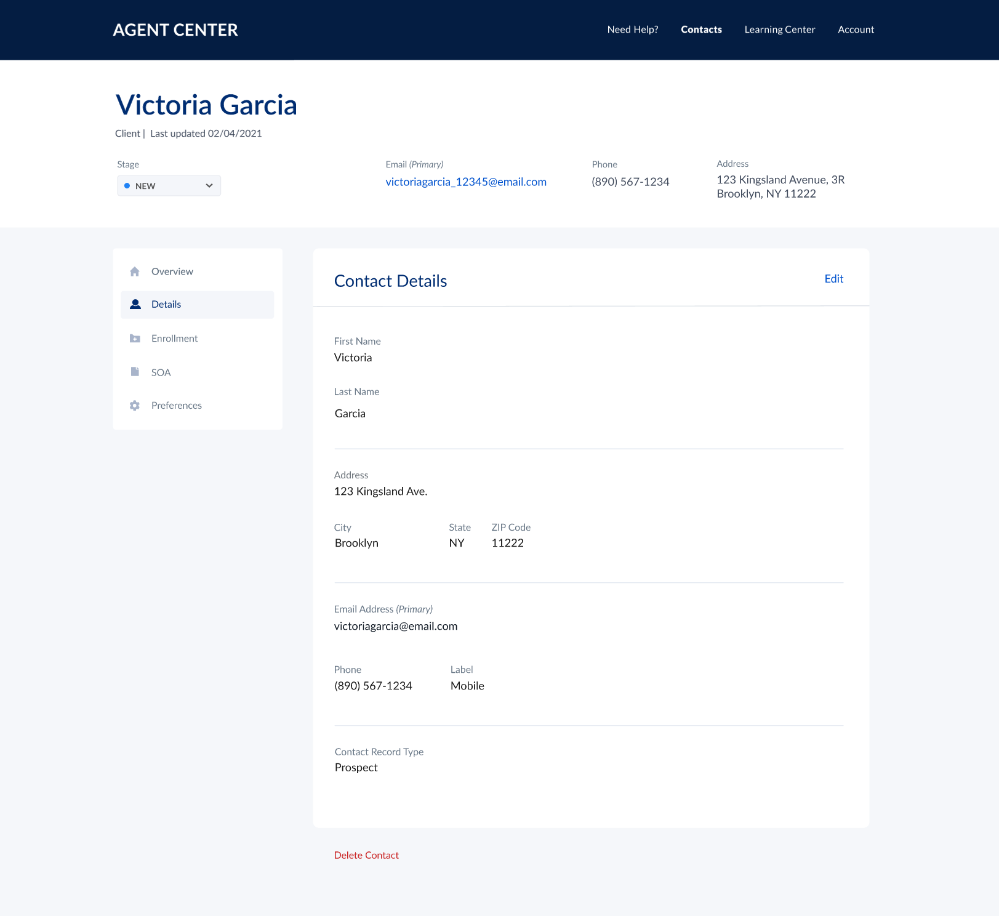 AGENT CENTER
Need Help? Contacts Learning Center Account
Victoria Garcia
Client | Last updated 02/04/2021
Stage
NEW
Email (Primary)
victoriagarcia_12345@email.com
Phone
(890) 567-1234
Address
123 Kingsland Avenue, 3R
Brooklyn, NY 11222
Overview
Details
Enrollment
SOA
Preferences
Contact Details
Edit
First Name
Victoria
Last Name
Garcia
Address
123 Kingsland Ave.
City State ZIP Code
Brooklyn NY 11222
Email Address (Primary)
victoriagarcia@email.com
Phone Label
(890) 567-1234 Mobile
Contact Record Type
Prospect
Delete Contact